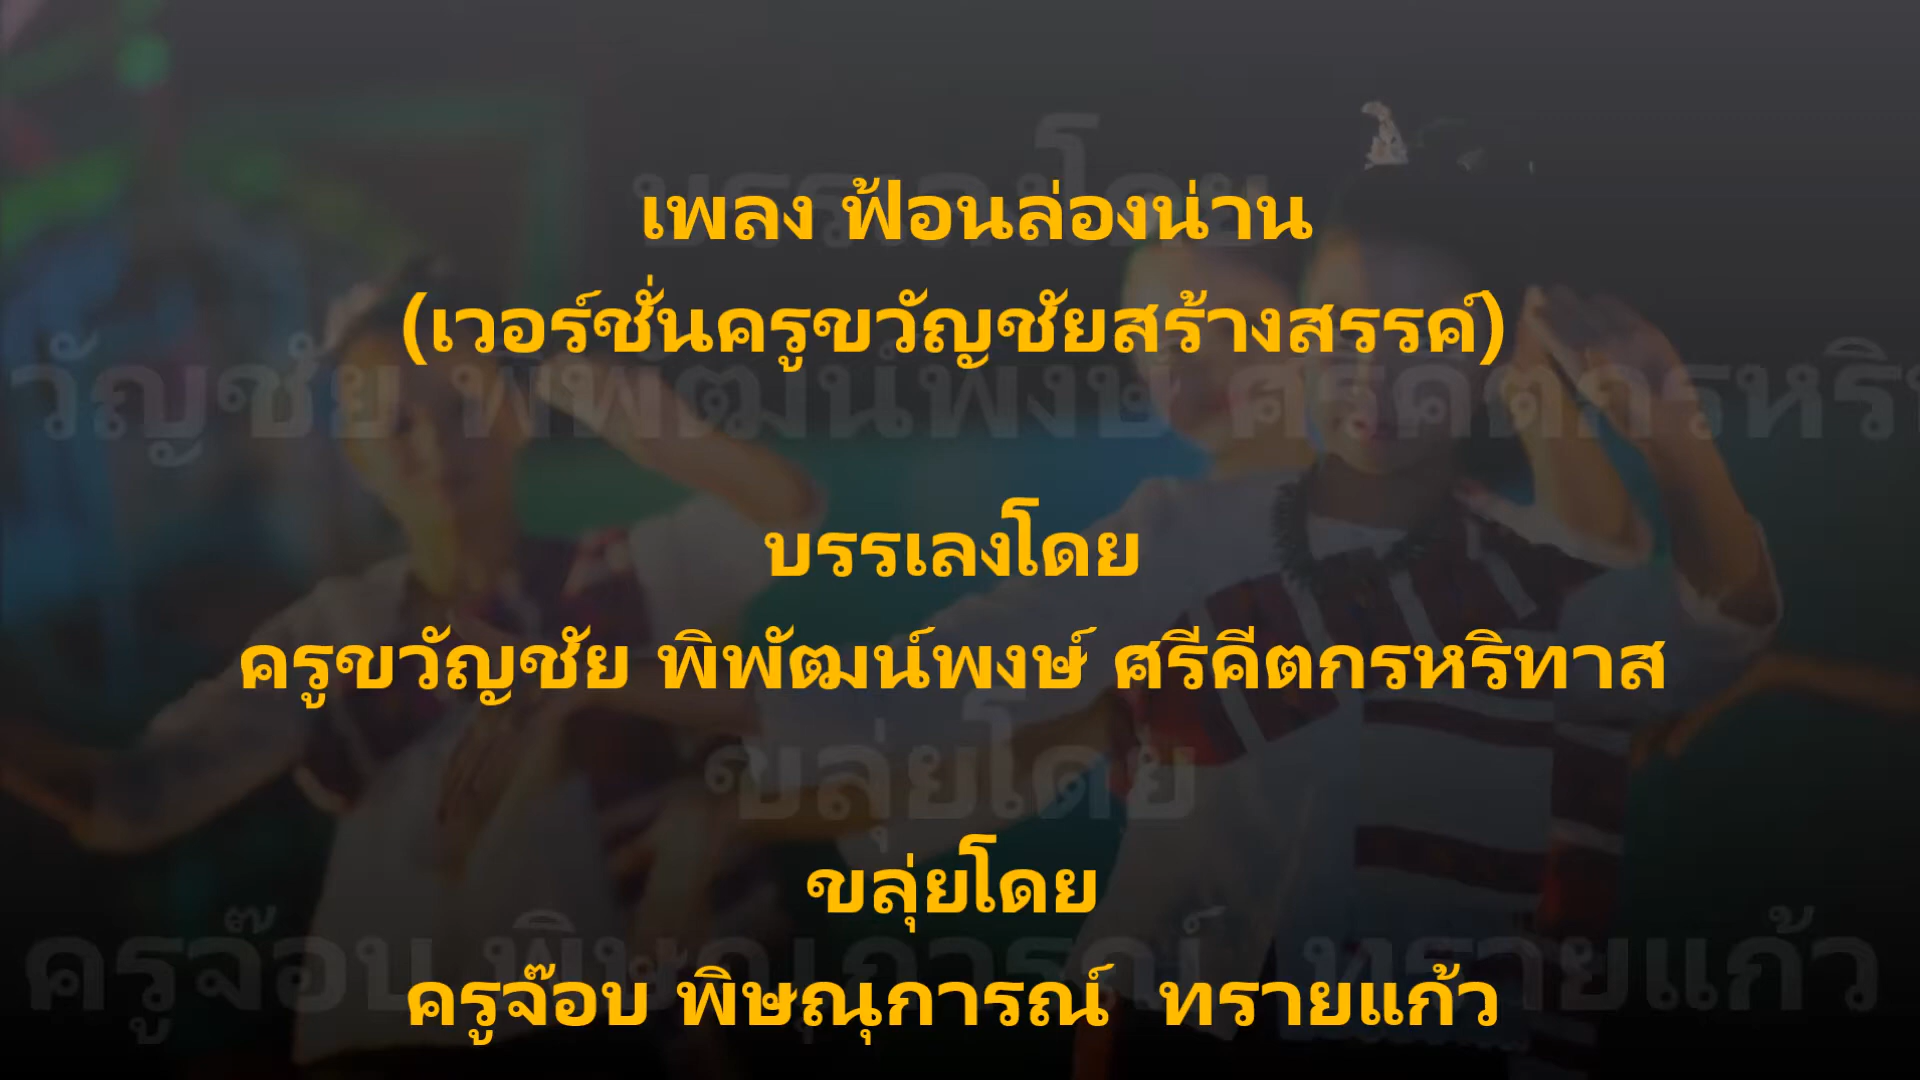 เพลง ฟ้อนล่องน่าน
(เวอร์ชั่นครูขวัญชัยสร้างสรรค์)
บรรเลงโดย
ครูขวัญชัย พิพัฒน์พงษ์ ศรีคีตกรหริทาส
ขลุ่ยโดย
ครูจ๊อบ พิษณุการณ์ ทรายแก้ว